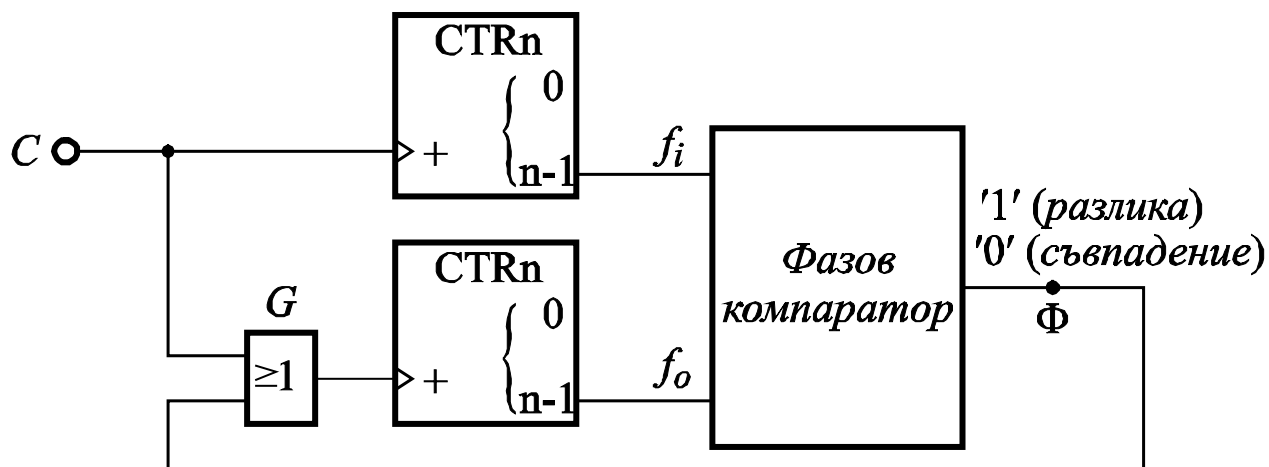 CTRn
0
n-1
C
+
f_i
CTRn
0
n-1
+
G
≥1
f_o
Фазов
компаратор
'1' (разлика)
'0' (съвпадение)
Ф